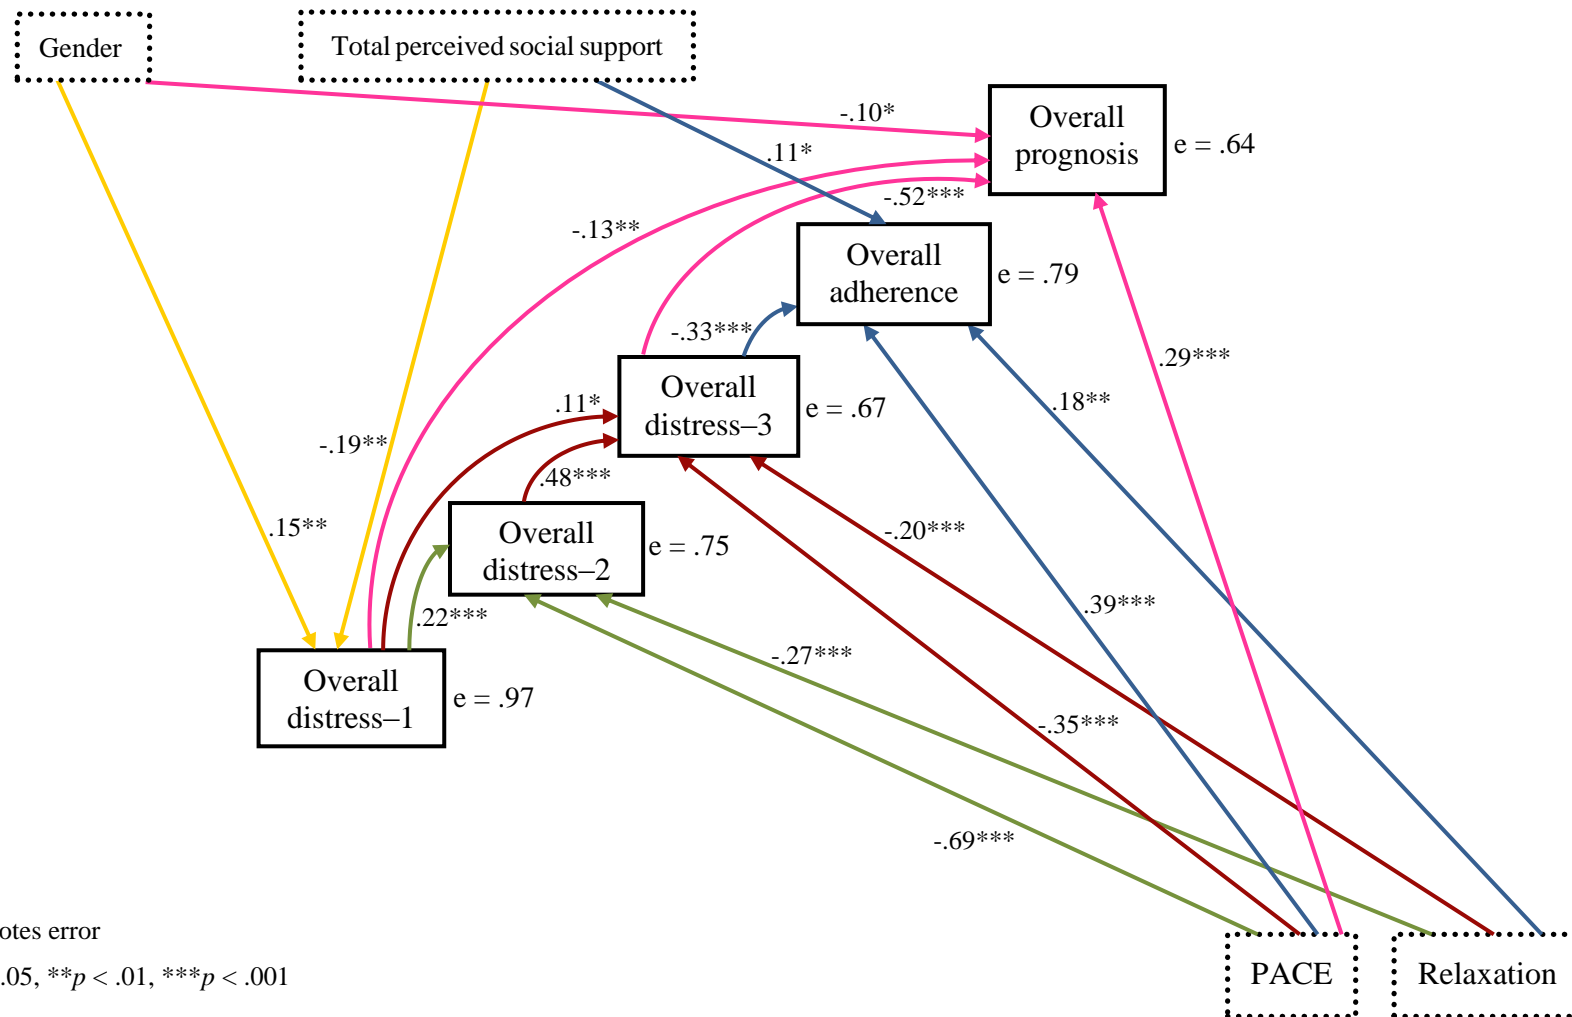 Gender
Total perceived social support
Overall
prognosis
e = .64
-.10*
.11*
-.52***
-.13**
Overall
adherence
e = .79
-.33***
.29***
Overall
distress–3
e = .67
.11*
.18**
-.19**
.48***
.15**
Overall
distress–2
e = .75
-.20***
.22***
.39***
-.27***
Overall
distress–1
e = .97
-.35***
-.69***
otes error
.05, **p < .01, ***p < .001
PACE
Relaxation